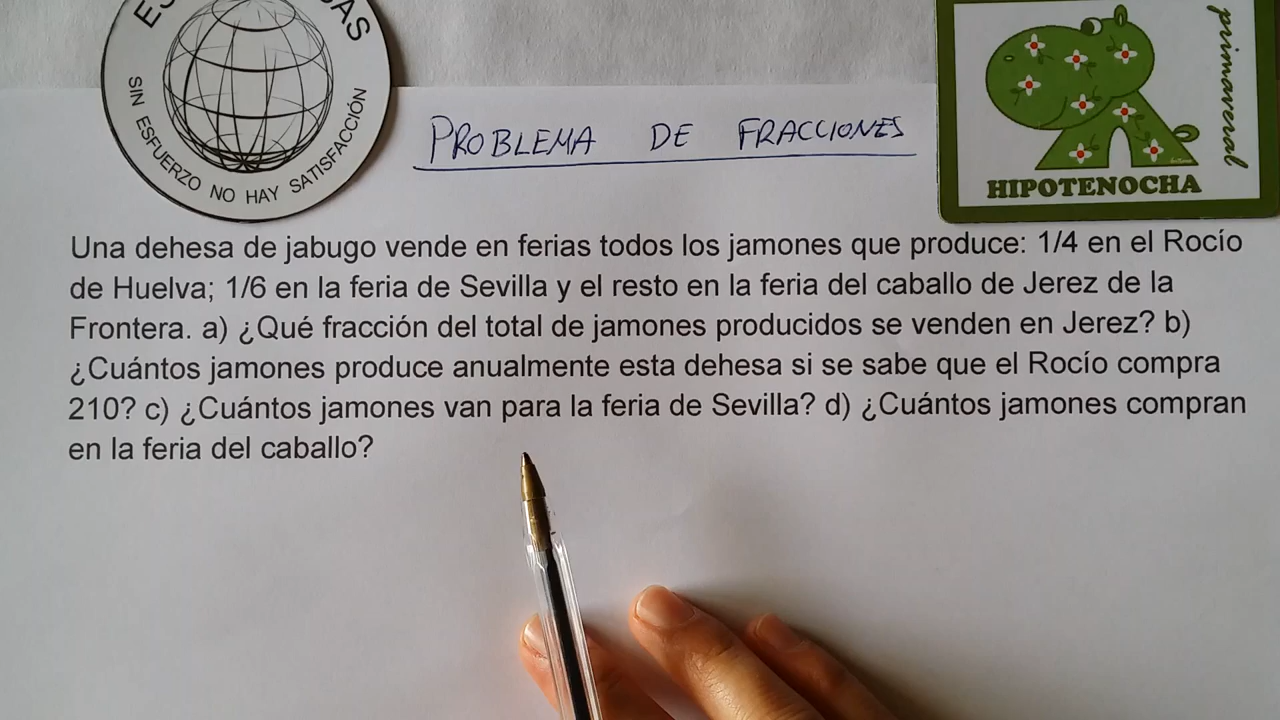 SIN ESFUERZO NO HAY SATISFACCIÓN
PROBLEMA DE FRACCIONES
primaveral
HIPOTENOCHA
Una dehesa de jabugo vende en ferias todos los jamones que produce: 1/4 en el Rocío
de Huelva; 1/6 en la feria de Sevilla y el resto en la feria del caballo de Jerez de la
Frontera. a) ¿Qué fracción del total de jamones producidos se venden en Jerez? b)
¿Cuántos jamones produce anualmente esta dehesa si se sabe que el Rocío compra
210? c) ¿Cuántos jamones van para la feria de Sevilla? d) ¿Cuántos jamones compran
en la feria del caballo?